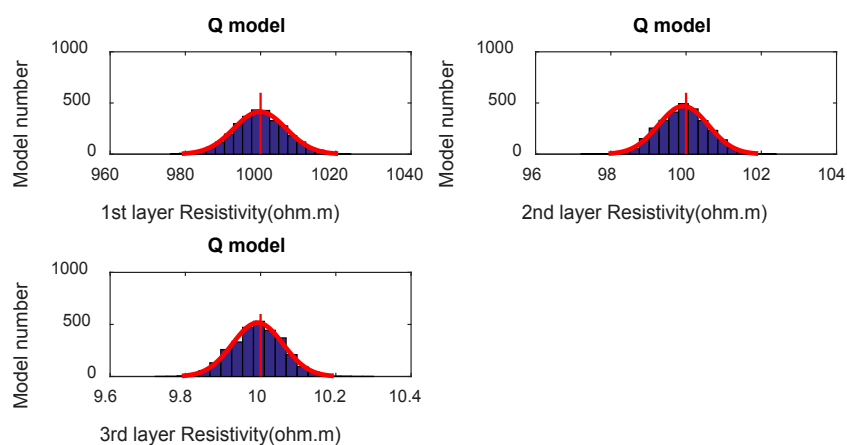 Q model
1000
500
0
Model number
960 980 1000 1020 1040
1st layer Resistivity(ohm.m)
Q model
1000
500
0
Model number
96 98 100 102 104
2nd layer Resistivity(ohm.m)
Q model
1000
500
0
Model number
9.6 9.8 10 10.2 10.4
3rd layer Resistivity(ohm.m)